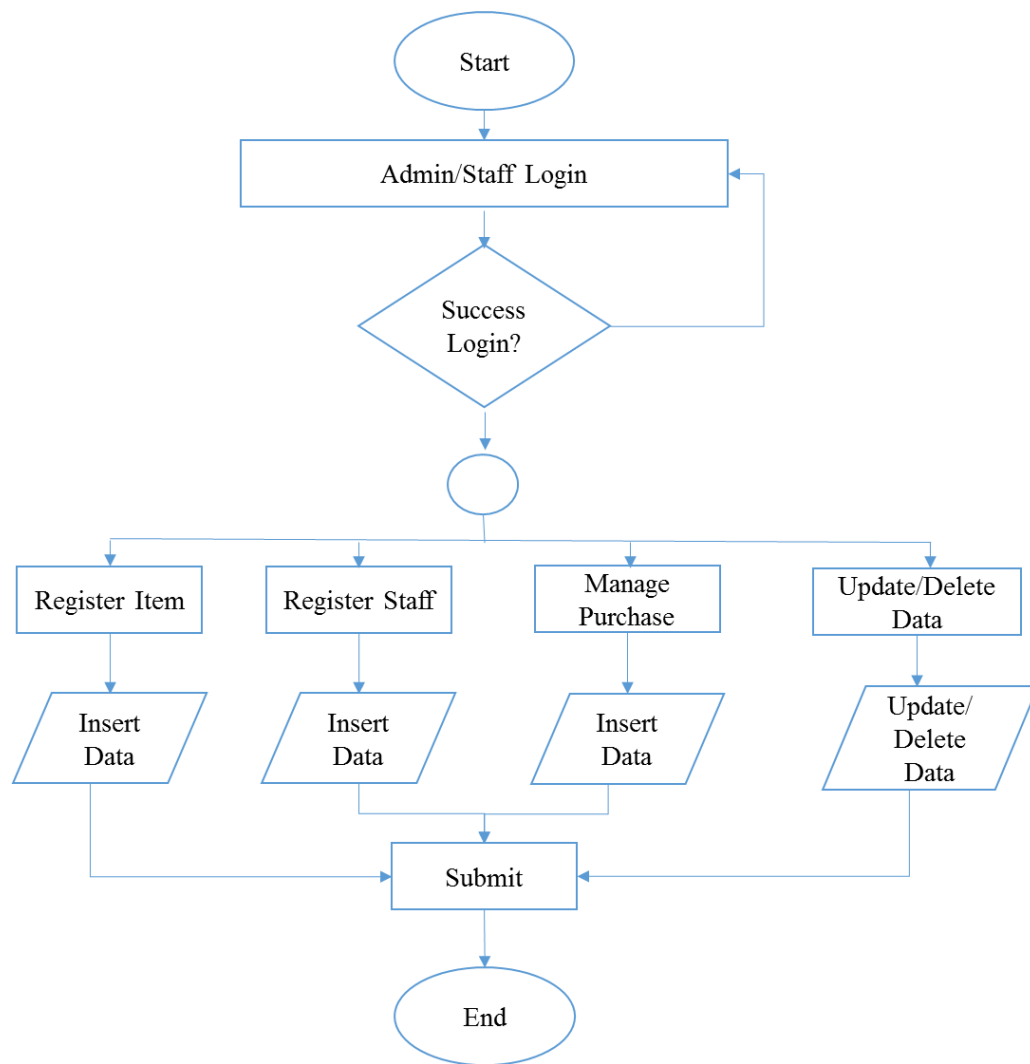 Start
Admin/Staff Login
Success
Login?
Register Item
Register Staff
Manage
Purchase
Update/Delete
Data
Insert
Data
Insert
Data
Insert
Data
Update/
Delete
Data
Submit
End